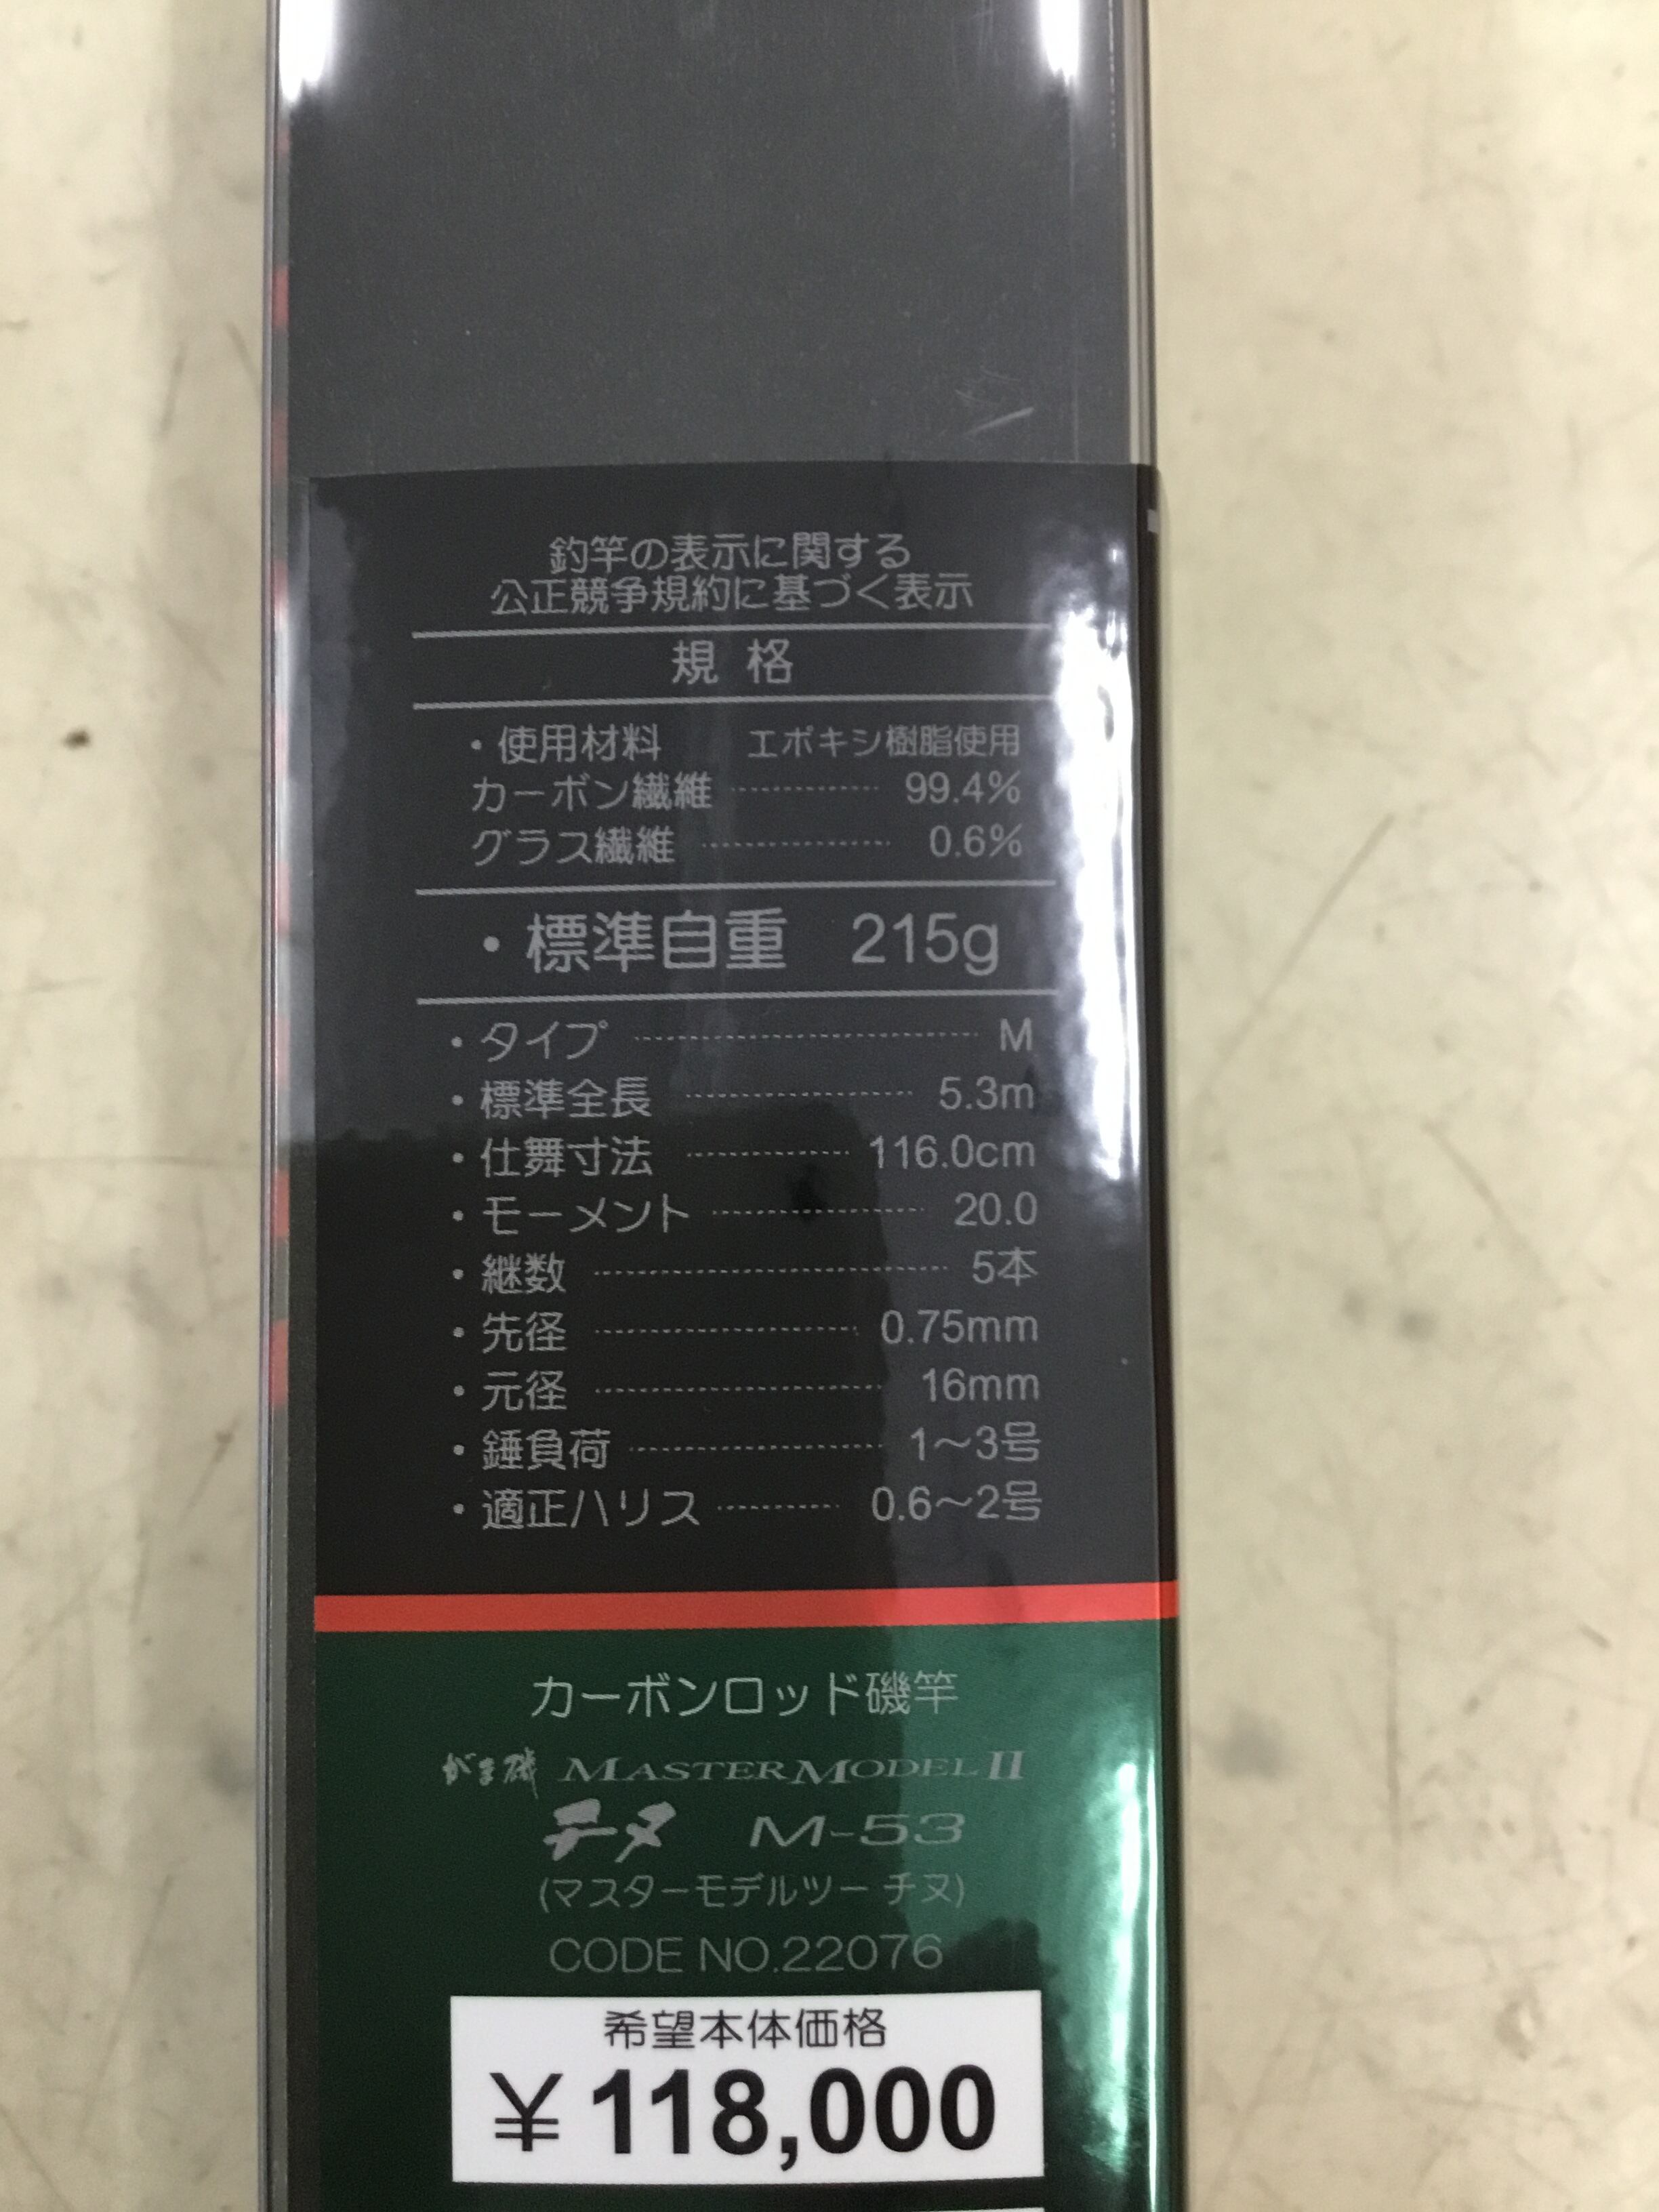 釣竿の表示に関する
公正競争規約に基づく表示
規格
・使用材料 エポキシ樹脂使用
カーボン繊維 99.4%
グラス繊維 0.6%
・標準自重 215g
・タイプ M
・標準全長 5.3m
・仕舞寸法 116.0cm
・モーメント 20.0
・継数 5本
・先径 0.75mm
・元径 16mm
・錘負荷 1〜3号
・適正ハリス 0.6〜2号
カーボンロッド磯竿
がま磯 MASTERMODEL II
チヌ M-53
(マスターモデルツー チヌ)
CODE NO.22076
希望本体価格
¥118,000